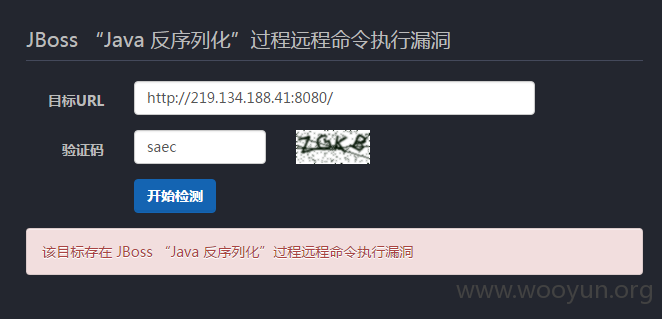 JBoss “Java 反序列化”过程远程命令执行漏洞
目标URL http://219.134.188.41:8080/
验证码 saec ZGKB
开始检测
该目标存在 JBoss “Java 反序列化”过程远程命令执行漏洞
www.wooyun.org